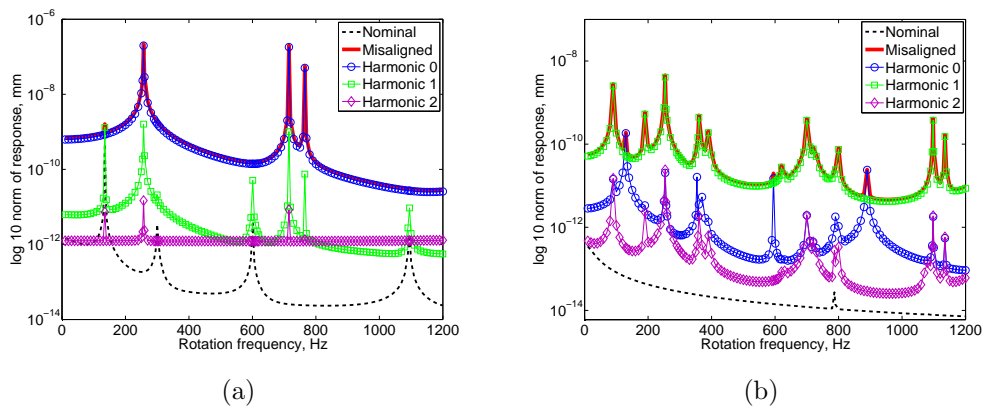 10⁻⁶
10⁻⁸
10⁻¹⁰
10⁻¹²
10⁻¹⁴
log 10 norm of response, mm
0 200 400 600 800 1000 1200
Rotation frequency, Hz
Nominal
Misaligned
Harmonic 0
Harmonic 1
Harmonic 2
(a)
10⁻⁸
10⁻¹⁰
10⁻¹²
10⁻¹⁴
log 10 norm of response, mm
0 200 400 600 800 1000 1200
Rotation frequency, Hz
Nominal
Misaligned
Harmonic 0
Harmonic 1
Harmonic 2
(b)